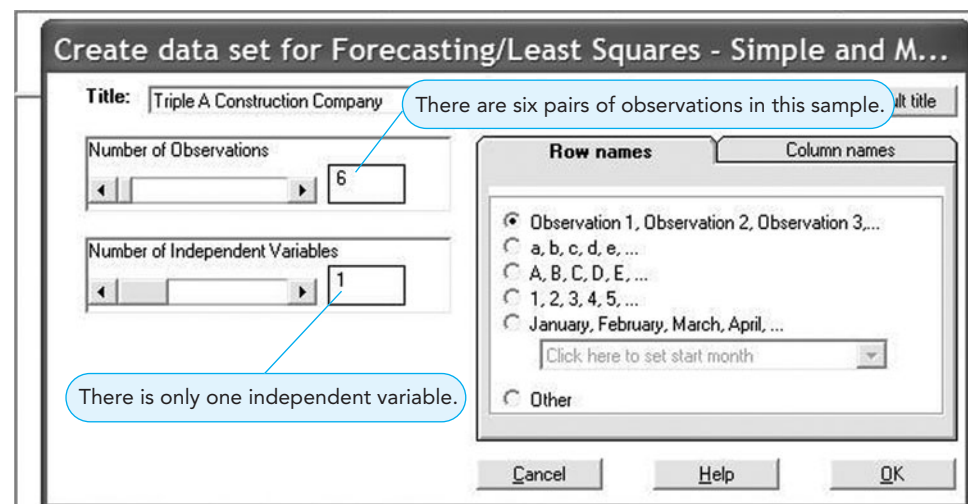 Create data set for Forecasting/Least Squares - Simple and M...
Title: Triple A Construction Company
There are six pairs of observations in this sample.
title
Number of Observations
6
Number of Independent Variables
1
There is only one independent variable.
Row names
Column names
Observation 1, Observation 2, Observation 3,...
a, b, c, d, e, ...
A, B, C, D, E, ...
1, 2, 3, 4, 5, ...
January, February, March, April, ...
Click here to set start month
Other
Cancel
Help
OK